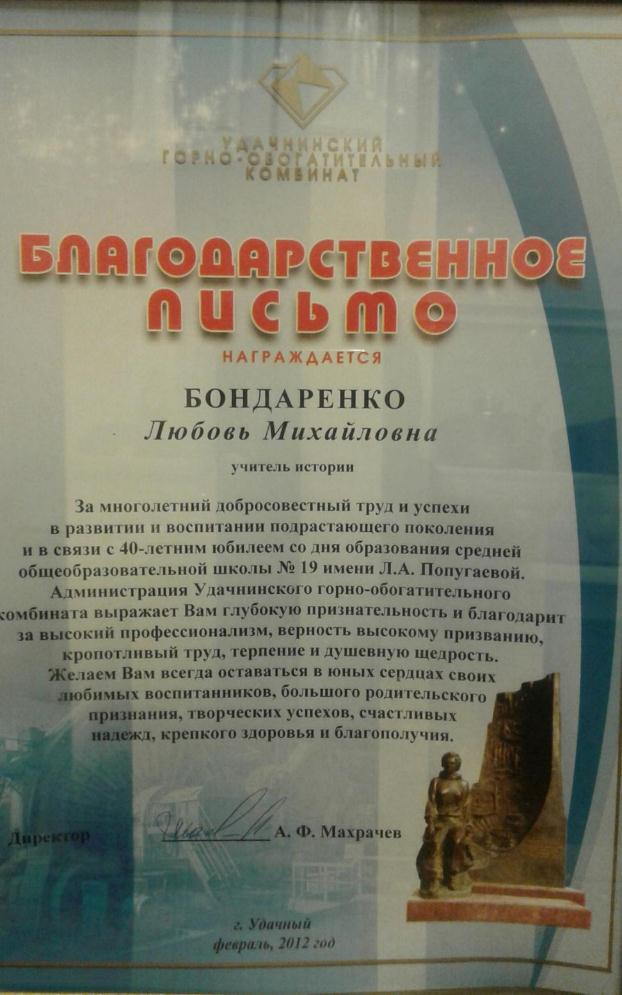 УДАЧНИНСКИЙ
ГОРНО-ОБОГАТИТЕЛЬНЫЙ
КОМБИНАТ
БЛАГОДАРСТВЕННОЕ
ПИСЬМО
НАГРАЖДАЕТСЯ
БОНДАРЕНКО
Любовь Михайловна
учитель истории
За многолетний добросовестный труд и успехи
в развитии и воспитании подрастающего поколения
и в связи с 40-летним юбилеем со дня образования средней
общеобразовательной школы № 19 имени Л.А. Попугаевой.
Администрация Удачнинского горно-обогатительного
комбината выражает Вам глубокую признательность и благодарит
за высокий профессионализм, верность высокому призванию,
кропотливый труд, терпение и душевную щедрость.
Желаем Вам всегда оставаться в юных сердцах своих
любимых воспитанников, большого родительского
признания, творческих успехов, счастливых
надежд, крепкого здоровья и благополучия.
Директор А. Ф. Махрачев
г. Удачный
февраль, 2012 год